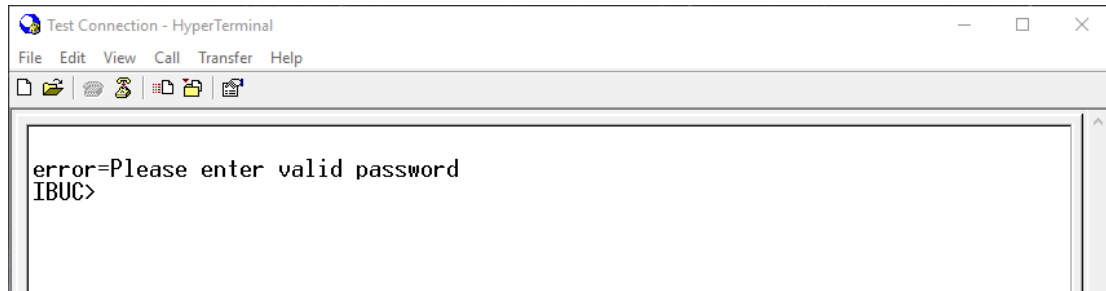 Test Connection - HyperTerminal
File Edit View Call Transfer Help
error=Please enter valid password
IBUC>